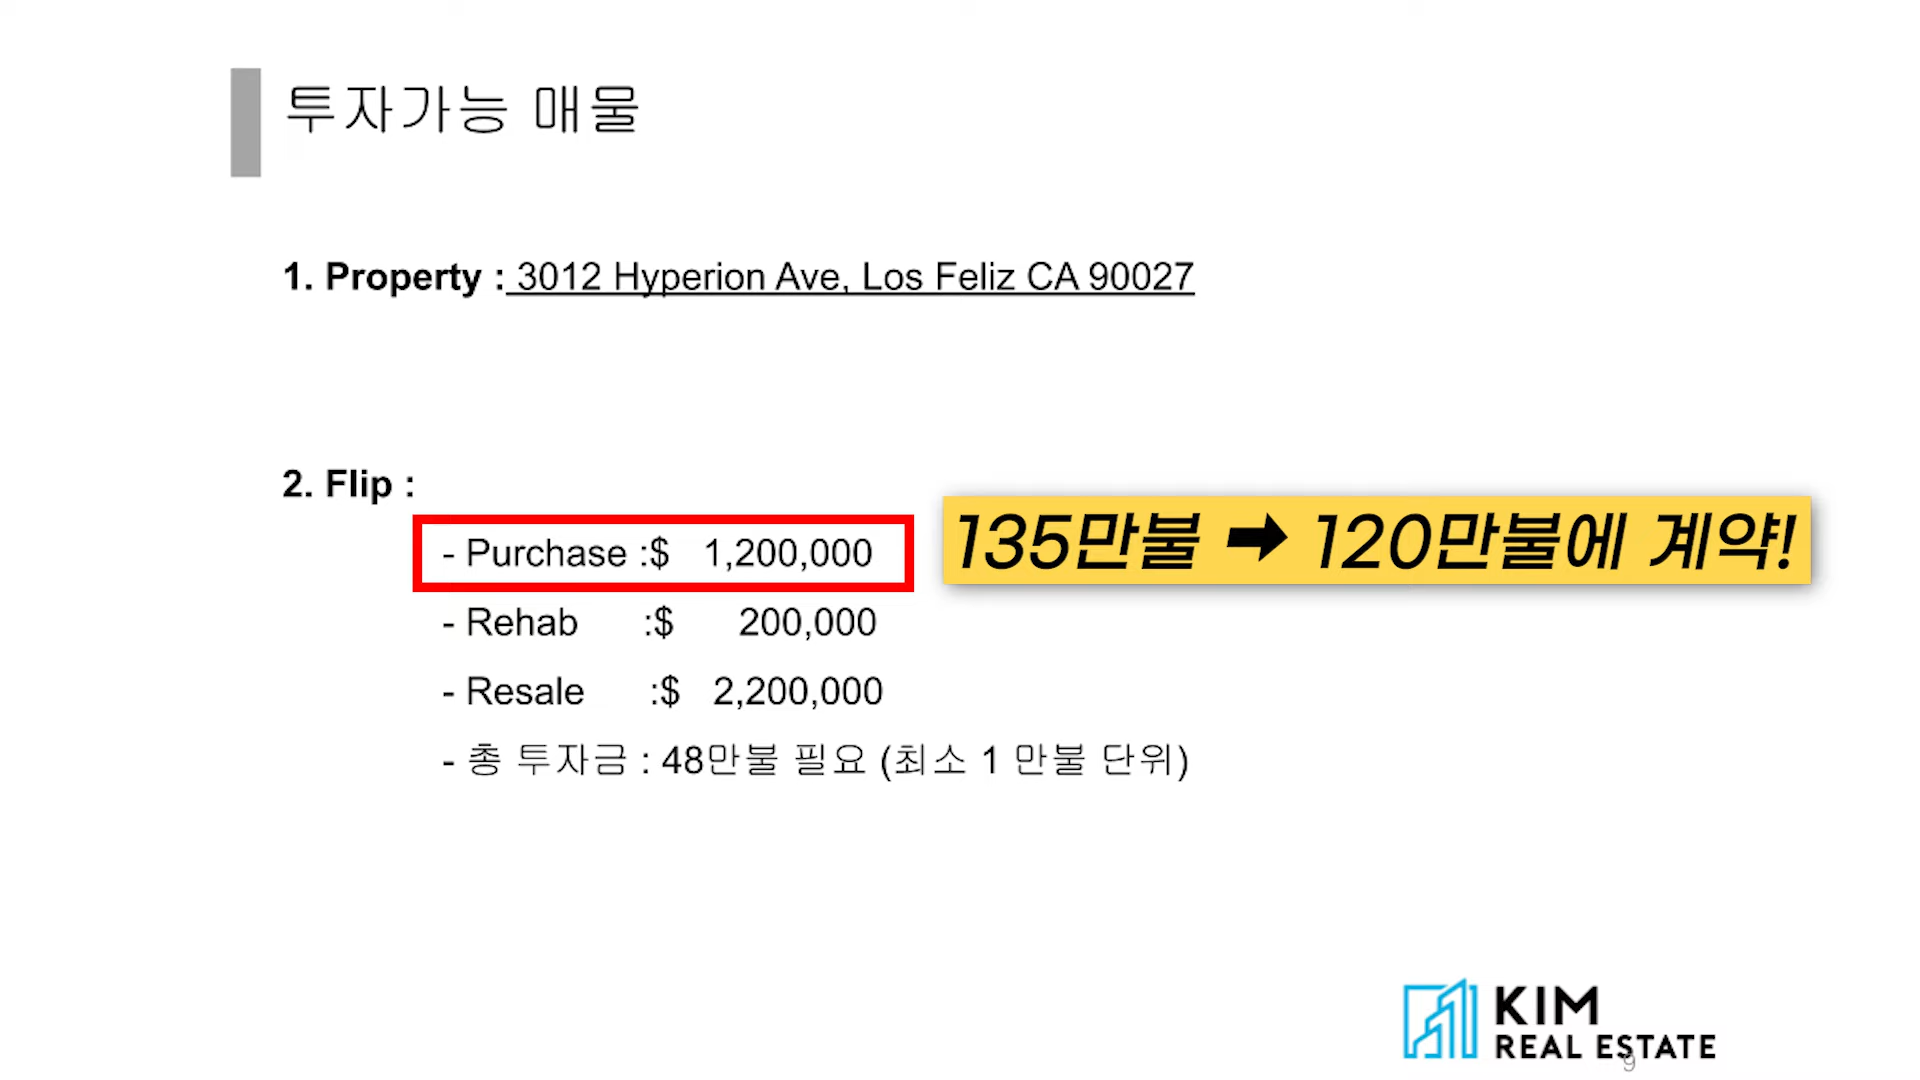 투자가능 매물
1. Property : 3012 Hyperion Ave, Los Feliz CA 90027
2. Flip :
- Purchase :$ 1,200,000
135만불 ➡ 120만불에 계약!
- Rehab :$ 200,000
- Resale :$ 2,200,000
- 총 투자금 : 48만불 필요 (최소 1 만불 단위)
KIM
REAL ESTATE
9